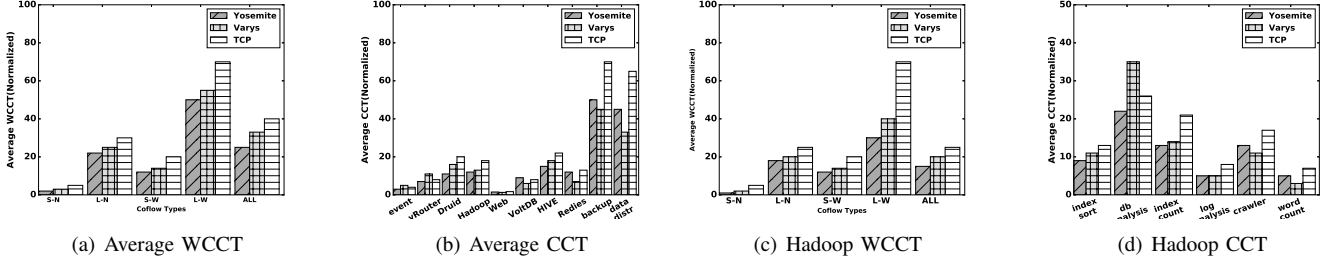 100
80
60
40
20
0
Average WCCT(Normalized)
Yosemite
Varys
TCP
S-N
L-N
S-W
L-W
ALL
Coflow Types
(a) Average WCCT
100
80
60
40
20
0
Average CCT(Normalized)
Yosemite
Varys
TCP
event
vRouter
Druid
Hadoop
Web
VoltDB
HIVE
Redies
backup
data
distr
(b) Average CCT
100
80
60
40
20
0
Average WCCT(Normalized)
Yosemite
Varys
TCP
S-N
L-N
S-W
L-W
ALL
Coflow Types
(c) Hadoop WCCT
50
40
30
20
10
0
Average CCT(Normalized)
Yosemite
Varys
TCP
index
sort
db
nalysis
index
count
log
nalysis
crawler
word
count
(d) Hadoop CCT